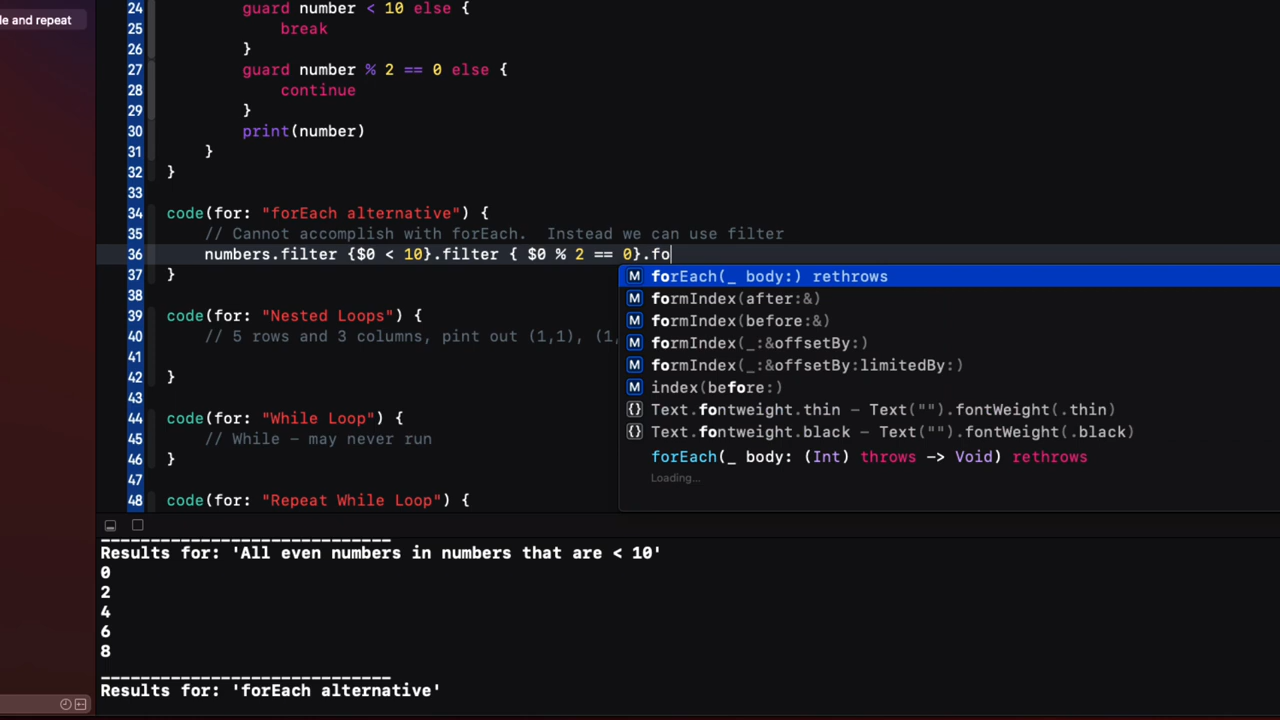 le and repeat
24 guard number < 10 else {
25 break
26 }
27 guard number % 2 == 0 else {
28 continue
29 }
30 print(number)
31 }
32 }
33
34 code(for: "forEach alternative") {
35 // Cannot accomplish with forEach.  Instead we can use filter
36 numbers.filter {$0 < 10}.filter { $0 % 2 == 0}.fo
37 }
M forEach(_ body:) rethrows
38
M formIndex(after:&)
39 code(for: "Nested Loops") {
M formIndex(before:&)
40 // 5 rows and 3 columns, pint out (1,1), (1,
M formIndex(_:&offsetBy:)
41
M formIndex(_:&offsetBy:limitedBy:)
42 }
M index(before:)
43
{} Text.fontweight.thin – Text("").fontWeight(.thin)
44 code(for: "While Loop") {
{} Text.fontweight.black – Text("").fontWeight(.black)
45 // While – may never run
46 }
forEach(_ body: (Int) throws –> Void) rethrows
47
Loading...
48 code(for: "Repeat While Loop") {
Results for: 'All even numbers in numbers that are < 10'
0
2
4
6
8
Results for: 'forEach alternative'